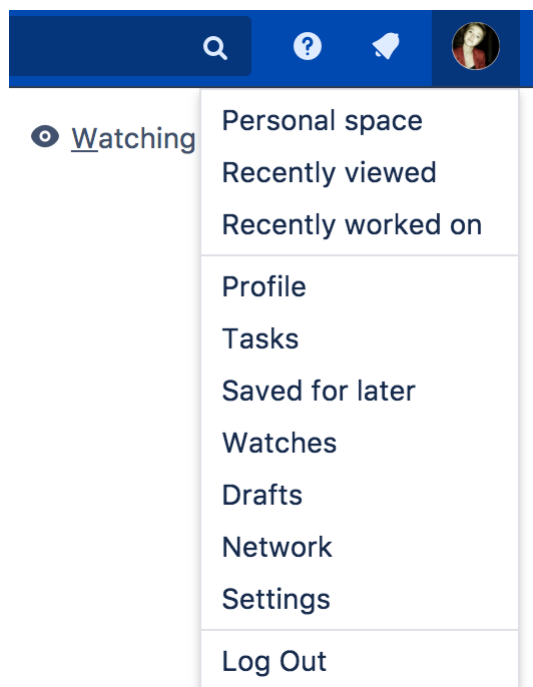 Watching
Personal space
Recently viewed
Recently worked on
Profile
Tasks
Saved for later
Watches
Drafts
Network
Settings
Log Out